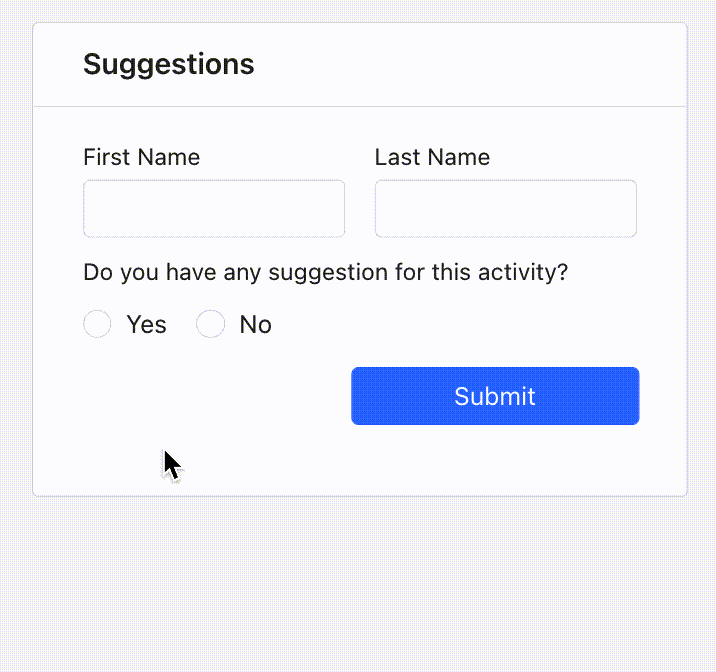 Suggestions
First Name Last Name
Do you have any suggestion for this activity?
Yes No
Submit